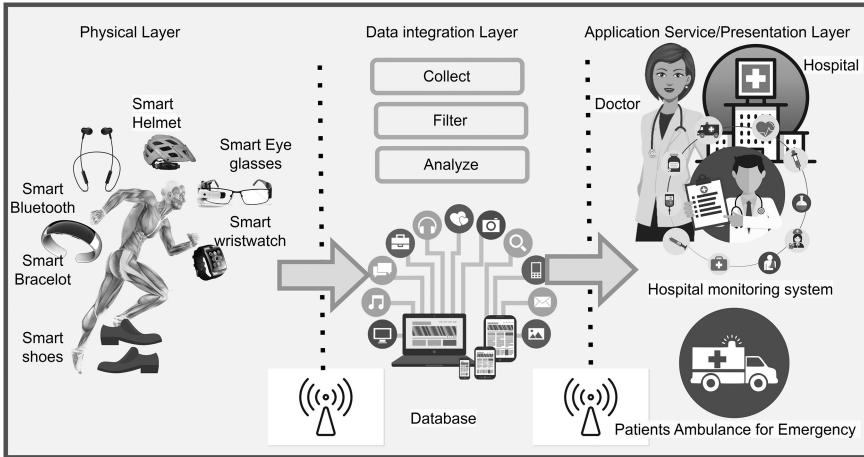 Physical Layer
Data integration Layer
Application Service/Presentation Layer
Smart
Helmet
Smart Eye
glasses
Smart
Bluetooth
Smart
wristwatch
Smart
Bracelot
Smart
shoes
Collect
Filter
Analyze
Database
Doctor
Hospital
Hospital monitoring system
Patients Ambulance for Emergency